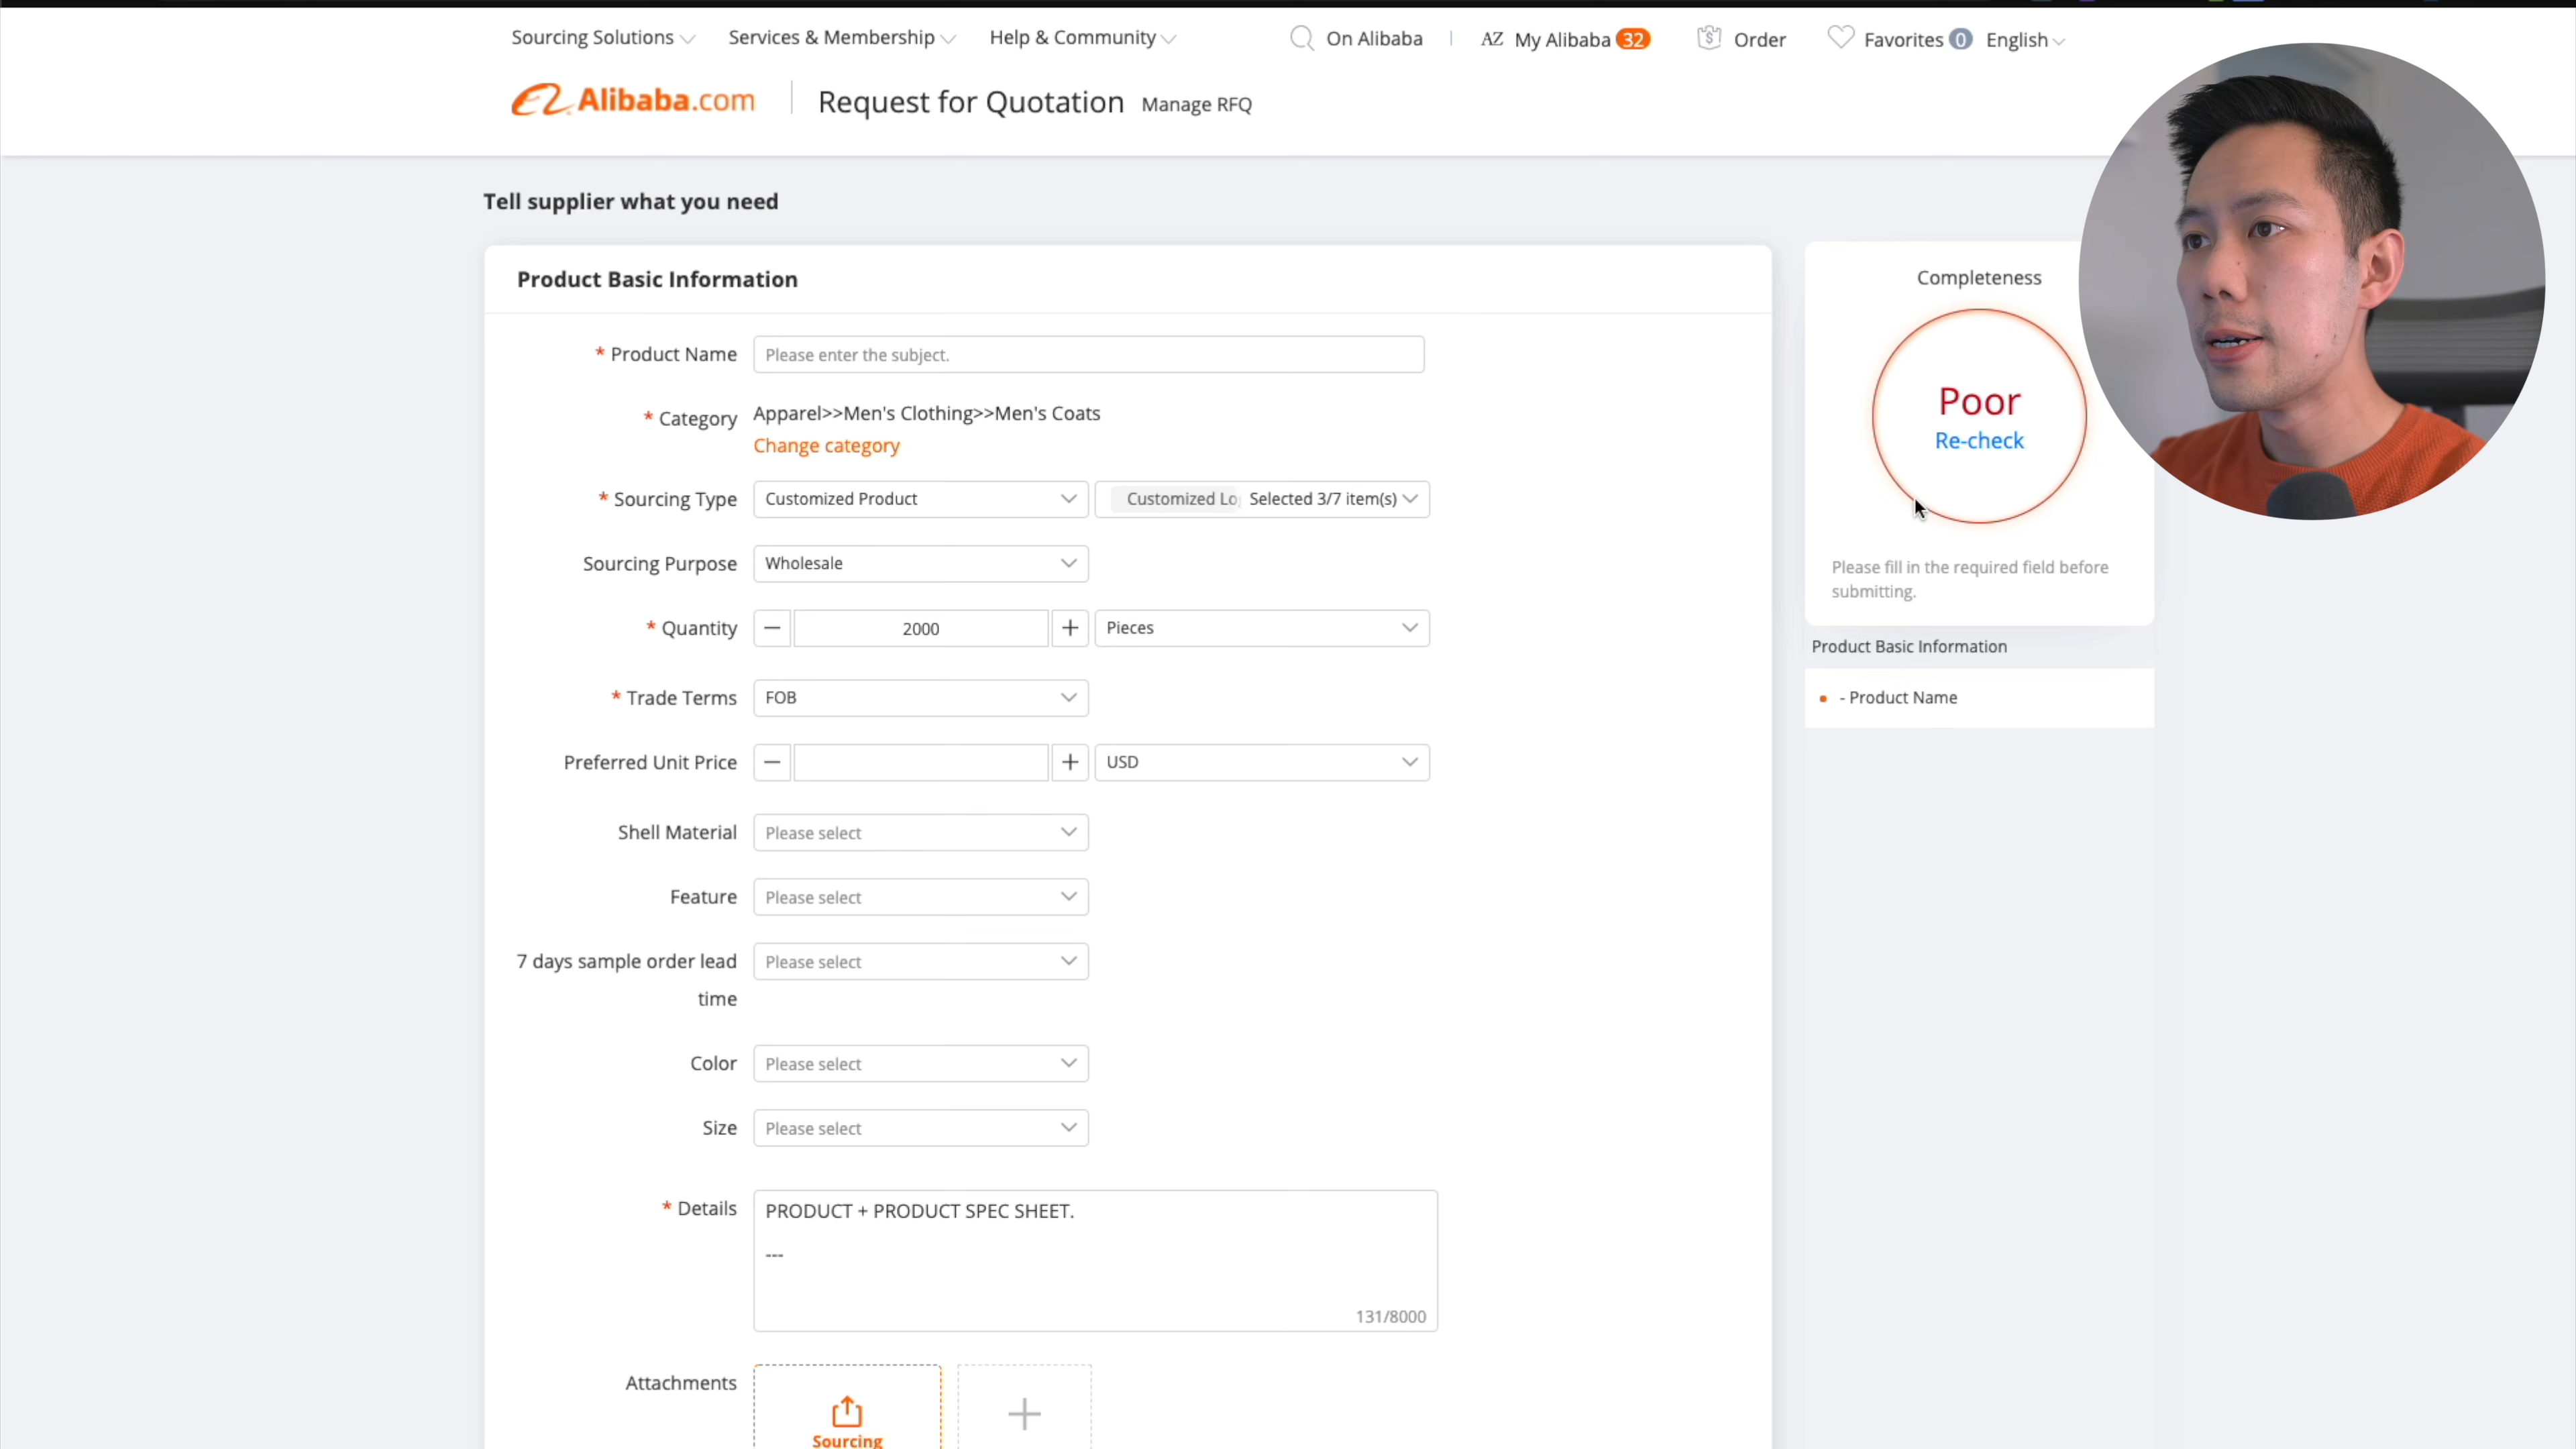 Sourcing Solutions Services & Membership Help & Community On Alibaba AZ My Alibaba 32 Order Favorites 0 English
Alibaba.com Request for Quotation Manage RFQ
Tell supplier what you need
Product Basic Information
* Product Name Please enter the subject.
* Category Apparel>>Men's Clothing>>Men's Coats
Change category
* Sourcing Type Customized Product Customized Lo Selected 3/7 item(s)
Sourcing Purpose Wholesale
* Quantity 2000 Pieces
* Trade Terms FOB
Preferred Unit Price USD
Shell Material Please select
Feature Please select
7 days sample order lead time Please select
Color Please select
Size Please select
* Details PRODUCT + PRODUCT SPEC SHEET.
---
131/8000
Attachments
Sourcing
Completeness
Poor
Re-check
Please fill in the required field before
submitting.
Product Basic Information
- Product Name